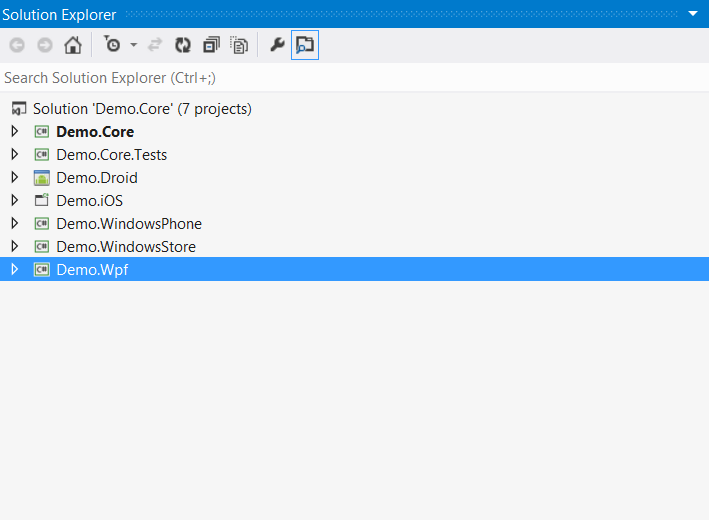 Solution Explorer
Search Solution Explorer (Ctrl+;)
Solution 'Demo.Core' (7 projects)
C# Demo.Core
C# Demo.Core.Tests
Demo.Droid
Demo.iOS
C# Demo.WindowsPhone
C# Demo.WindowsStore
C# Demo.Wpf